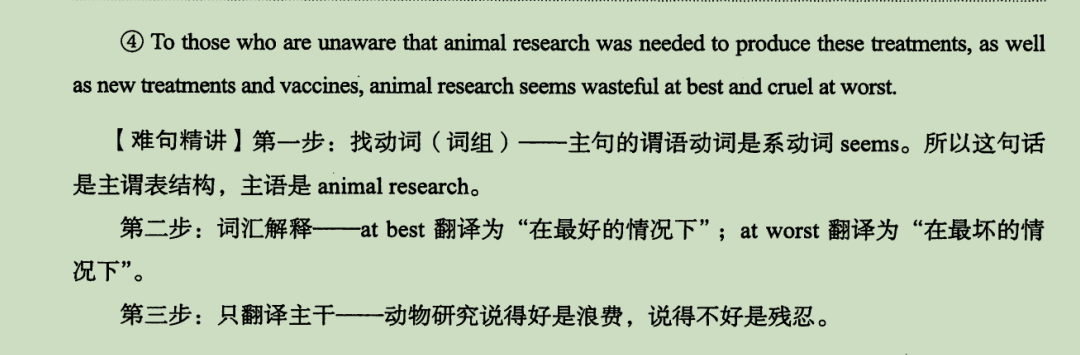 ④ To those who are unaware that animal research was needed to produce these treatments, as well
as new treatments and vaccines, animal research seems wasteful at best and cruel at worst.
【难句精讲】第一步：找动词（词组）——主句的谓语动词是系动词 seems。所以这句话
是主谓表结构，主语是 animal research。
第二步：词汇解释——at best 翻译为“在最好的情况下”；at worst 翻译为“在最坏的情
况下”。
第三步：只翻译主干——动物研究说得好是浪费，说得不好是残忍。